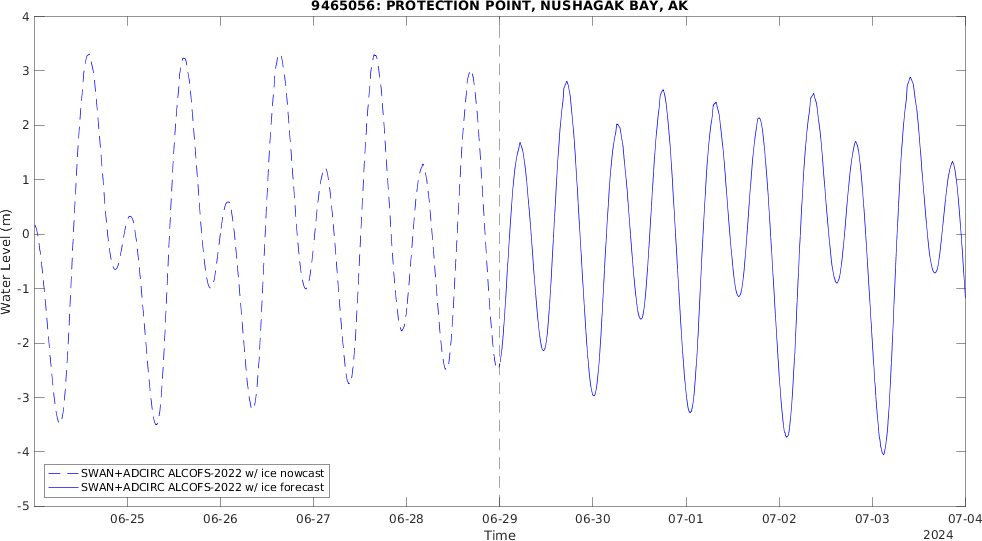 9465056: PROTECTION POINT, NUSHAGAK BAY, AK
Water Level (m)
4
3
2
1
0
-1
-2
-3
-4
-5
SWAN+ADCIRC ALCOFS-2022 w/ ice nowcast
SWAN+ADCIRC ALCOFS-2022 w/ ice forecast
06-25 06-26 06-27 06-28 06-29 06-30 07-01 07-02 07-03 07-04
Time
2024